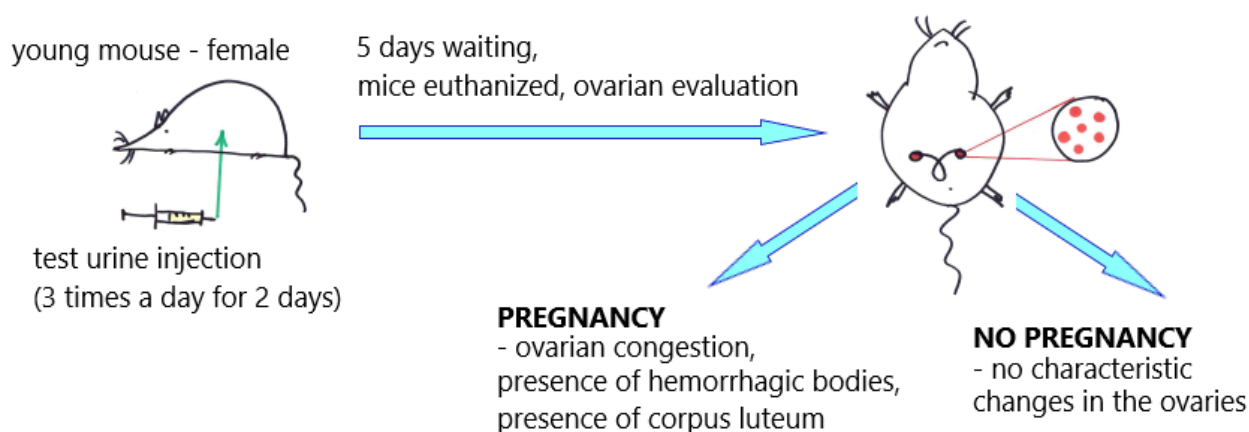 young mouse - female
test urine injection
(3 times a day for 2 days)
5 days waiting,
mice euthanized, ovarian evaluation
PREGNANCY
- ovarian congestion,
presence of hemorrhagic bodies,
presence of corpus luteum
NO PREGNANCY
- no characteristic
changes in the ovaries